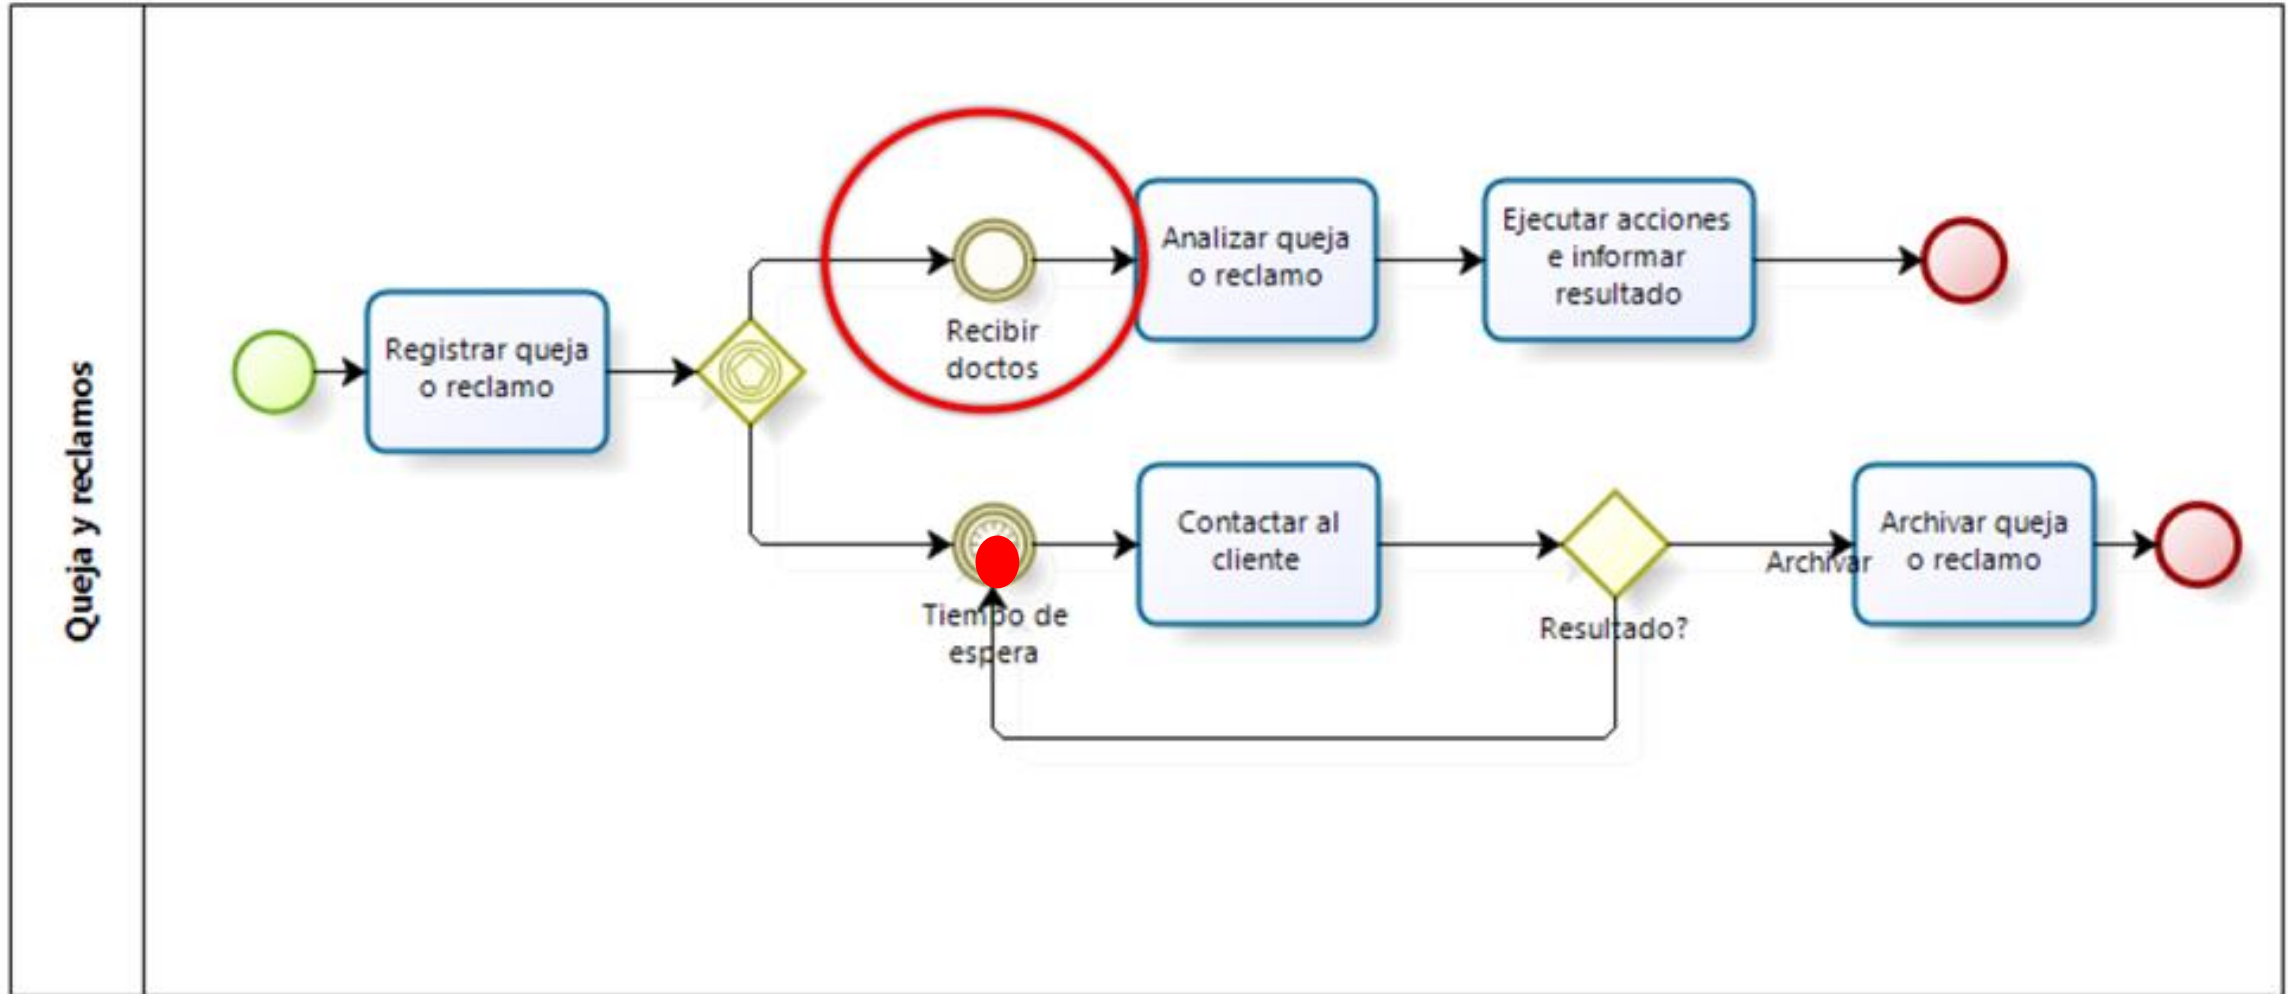 Queja y reclamos
Registrar queja
o reclamo
Recibir
doctos
Analizar queja
o reclamo
Ejecutar acciones
e informar
resultado
Tiempo de
espera
Contactar al
cliente
Resultado?
Archivar
Archivar queja
o reclamo